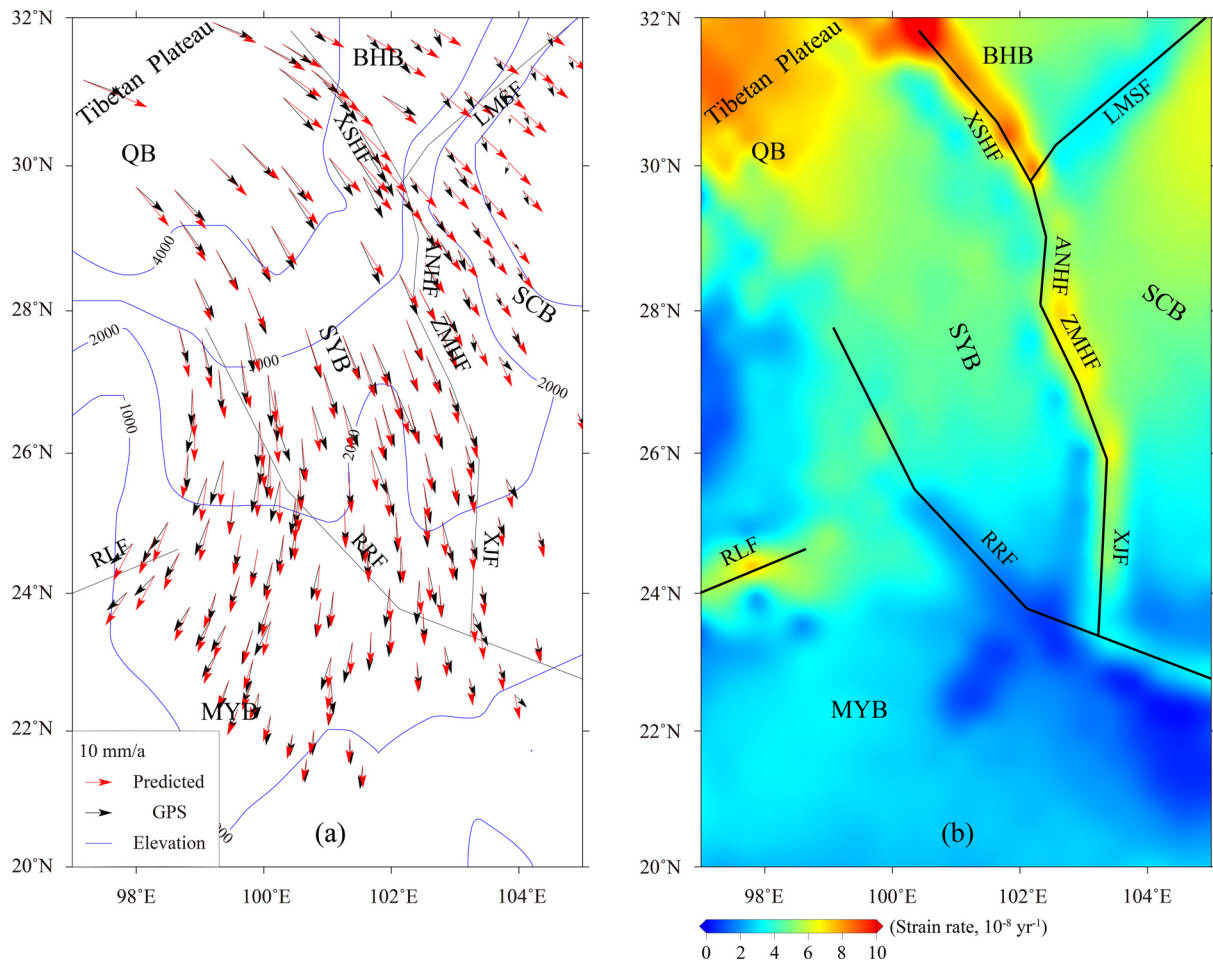 32°N
30°N
28°N
26°N
24°N
22°N
20°N
98°E
100°E
102°E
104°E
Tibetan Plateau
BHB
LMSF
XSHF
QB
4000
ANHF
SCB
ZMHF
SYB
2000
3000
2000
1000
2000
RLF
RRF
XJF
MYB
10 mm/a
Predicted
GPS
Elevation
(a)
32°N
30°N
28°N
26°N
24°N
22°N
20°N
98°E
100°E
102°E
104°E
Tibetan Plateau
BHB
LMSF
XSHF
QB
ANHF
SCB
ZMHF
SYB
RLF
RRF
XJF
MYB
(b)
0 2 4 6 8 10
(Strain rate, 10⁻⁸ yr⁻¹)